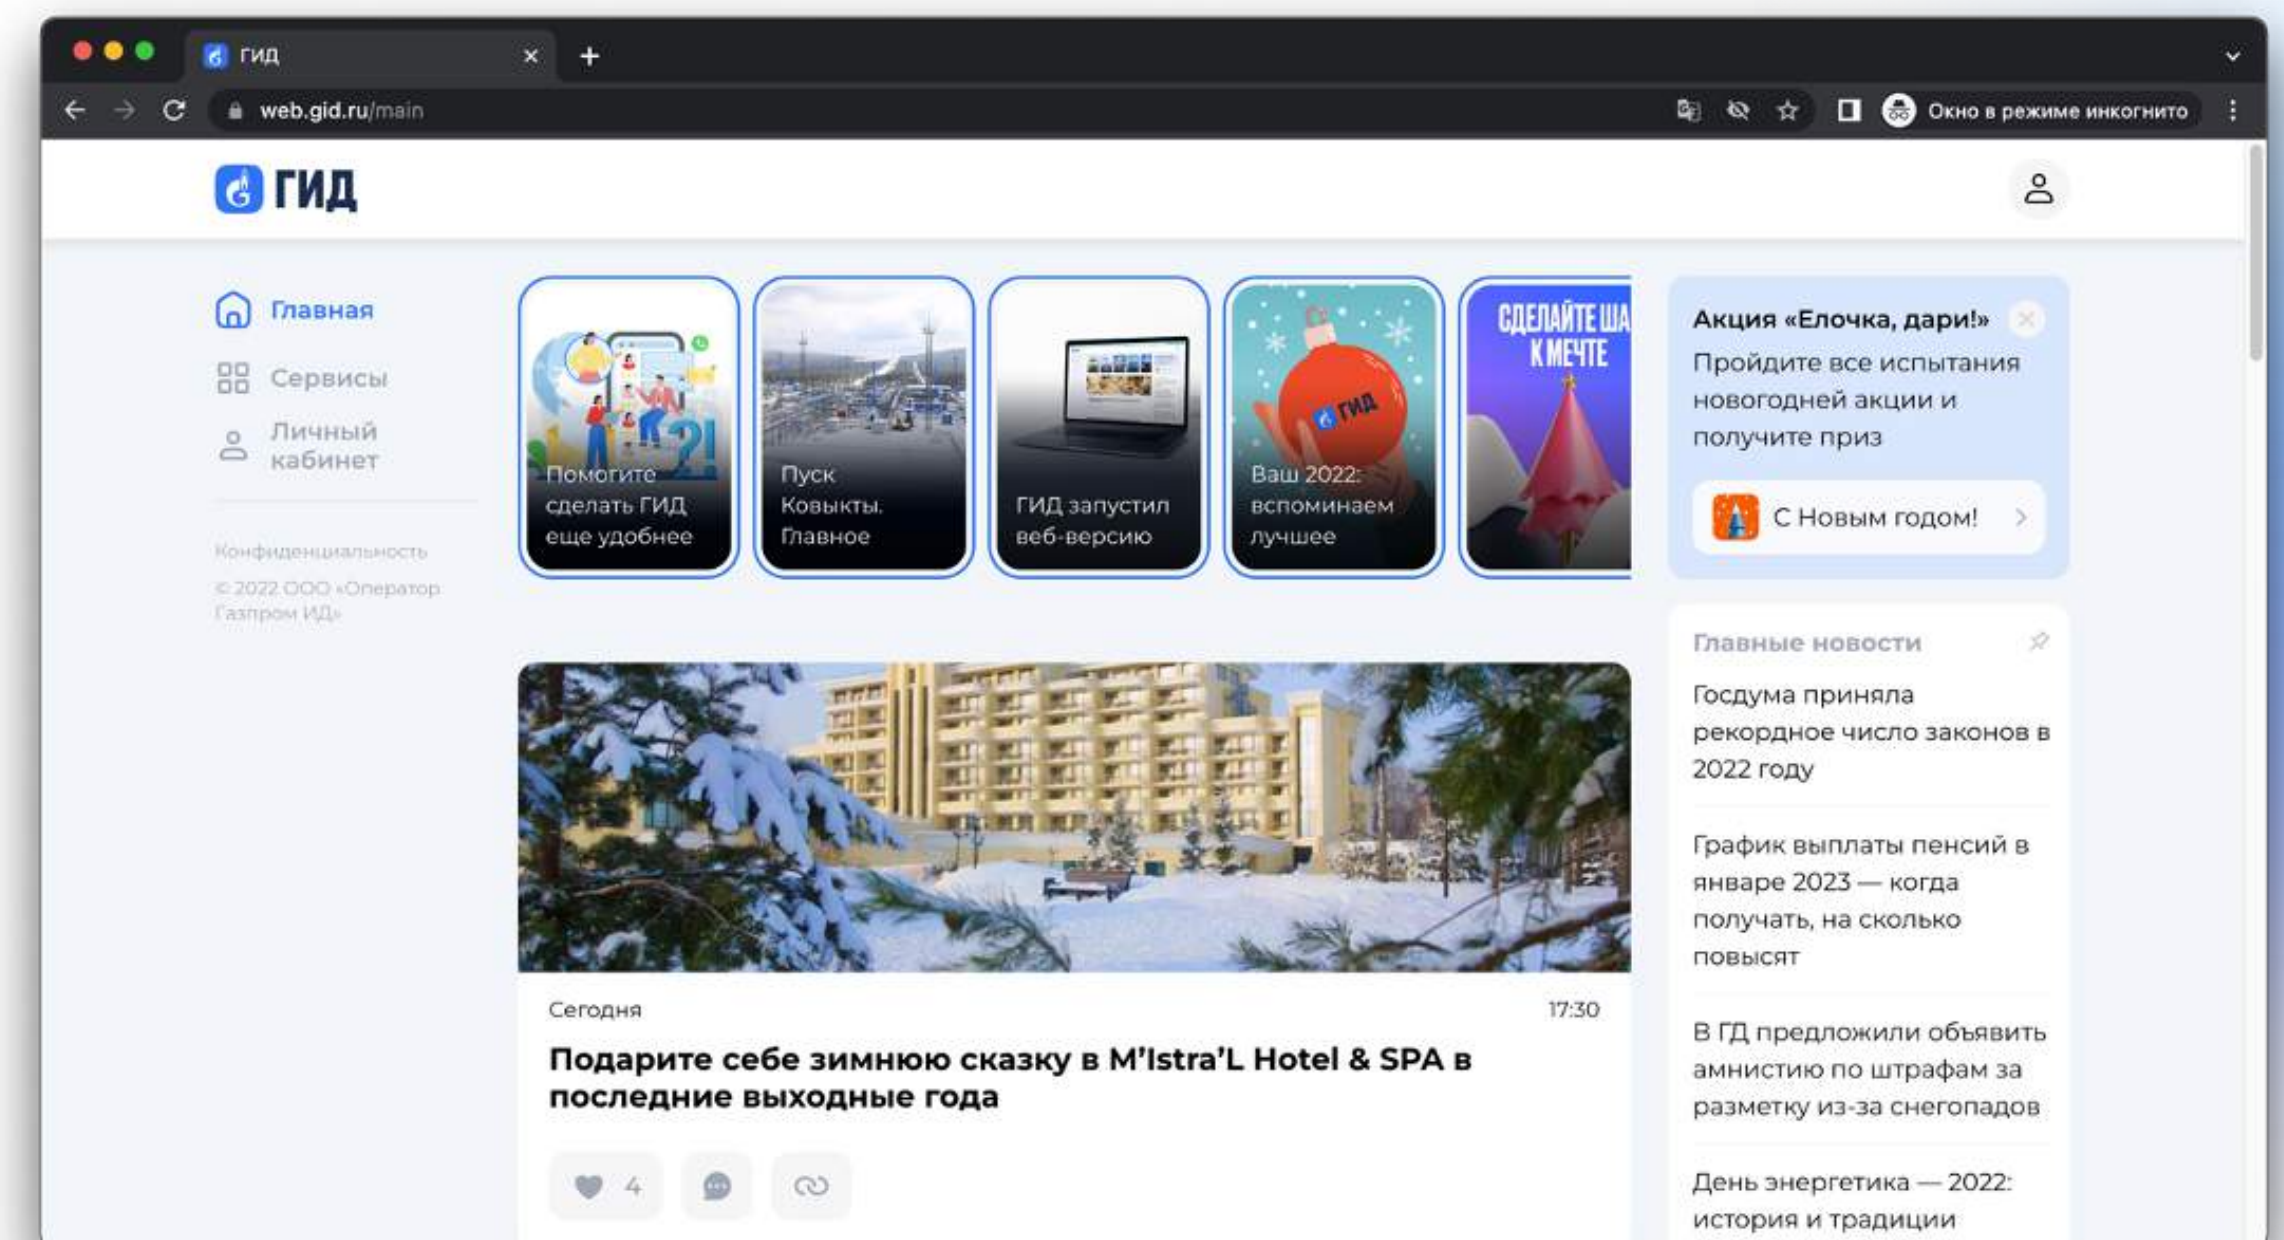 ГИД
web.gid.ru/main
Окно в режиме инкогнито
ГИД
Главная
Сервисы
Личный
кабинет
Конфиденциальность
© 2022 ООО «Оператор
Газпром ИД»
Помогите
сделать ГИД
еще удобнее
Пуск
Ковыкты.
Главное
ГИД запустил
веб-версию
ГИД
Ваш 2022:
вспоминаем
лучшее
СДЕЛАЙТЕ ША
К МЕЧТЕ
Акция «Елочка, дари!»
Пройдите все испытания
новогодней акции и
получите приз
С Новым годом!
Главные новости
Госдума приняла
рекордное число законов в
2022 году
График выплаты пенсий в
январе 2023 — когда
получать, на сколько
повысят
В ГД предложили объявить
амнистию по штрафам за
разметку из-за снегопадов
День энергетика — 2022:
история и традиции
Сегодня
17:30
Подарите себе зимнюю сказку в M’Istra’L Hotel & SPA в
последние выходные года
4